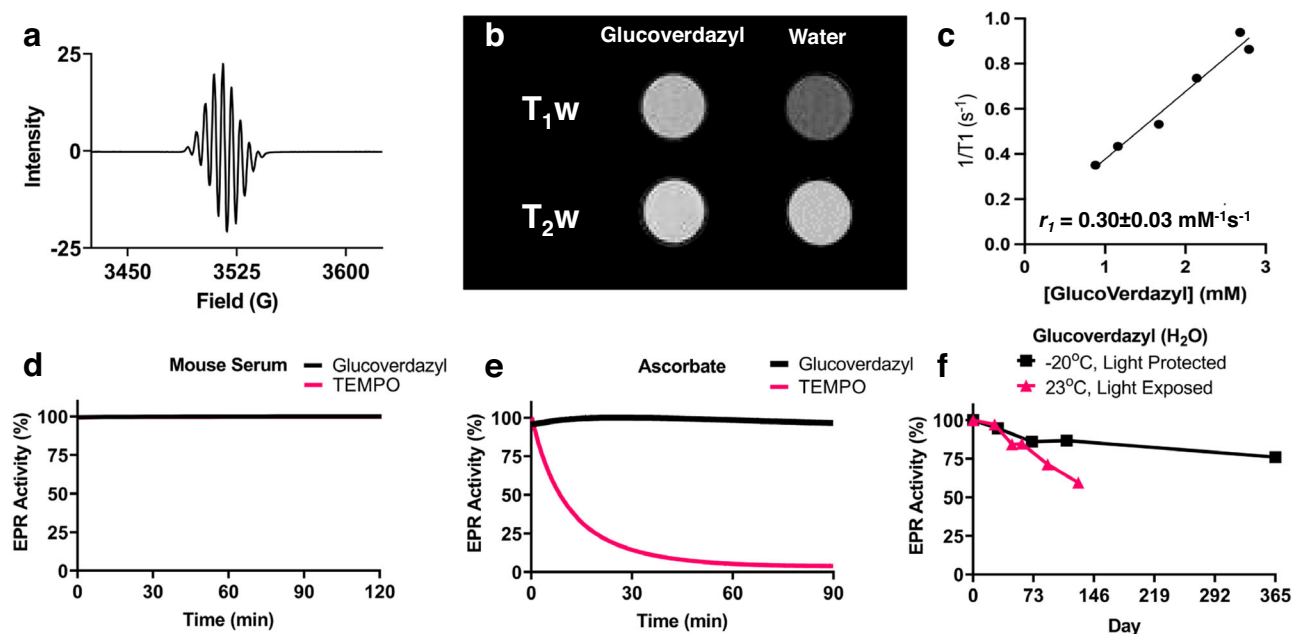 a
25
0
-25
Intensity
3450 3525 3600
Field (G)
b
Glucoverdazyl Water
T₁w
T₂w
c
1.0
0.8
0.6
0.4
0.2
0.0
1/T1 (s⁻¹)
r₁ = 0.30±0.03 mM⁻¹s⁻¹
0 1 2 3
[GlucoVerdazyl] (mM)
d
Mouse Serum
Glucoverdazyl
TEMPO
100
75
50
25
0
EPR Activity (%)
0 30 60 90 120
Time (min)
e
Ascorbate
Glucoverdazyl
TEMPO
100
75
50
25
0
EPR Activity (%)
0 30 60 90
Time (min)
f
Glucoverdazyl (H₂O)
-20°C, Light Protected
23°C, Light Exposed
100
75
50
25
0
EPR Activity (%)
0 73 146 219 292 365
Day